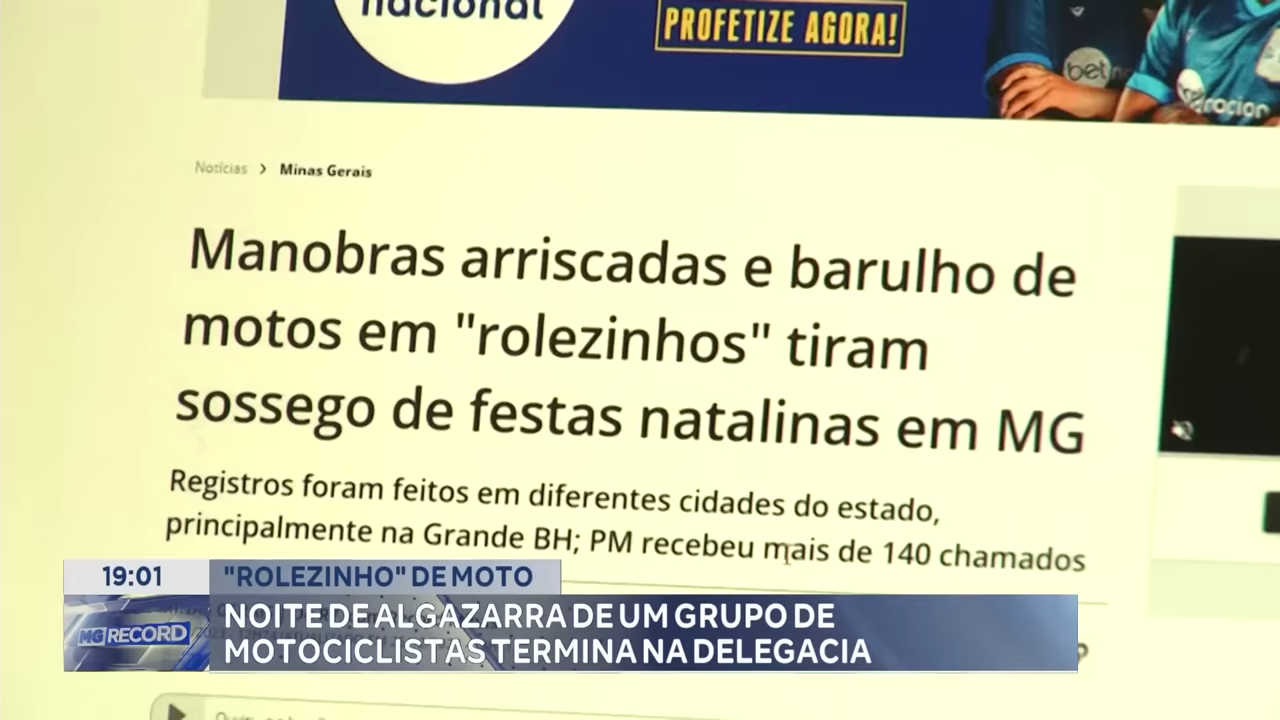 nacional
PROFETIZE AGORA!
bet
Notícias > Minas Gerais
Manobras arriscadas e barulho de
motos em "rolezinhos" tiram
sossego de festas natalinas em MG
Registros foram feitos em diferentes cidades do estado,
principalmente na Grande BH; PM recebeu mais de 140 chamados
19:01
"ROLEZINHO" DE MOTO
MG RECORD
NOITE DE ALGAZARRA DE UM GRUPO DE
MOTOCICLISTAS TERMINA NA DELEGACIA